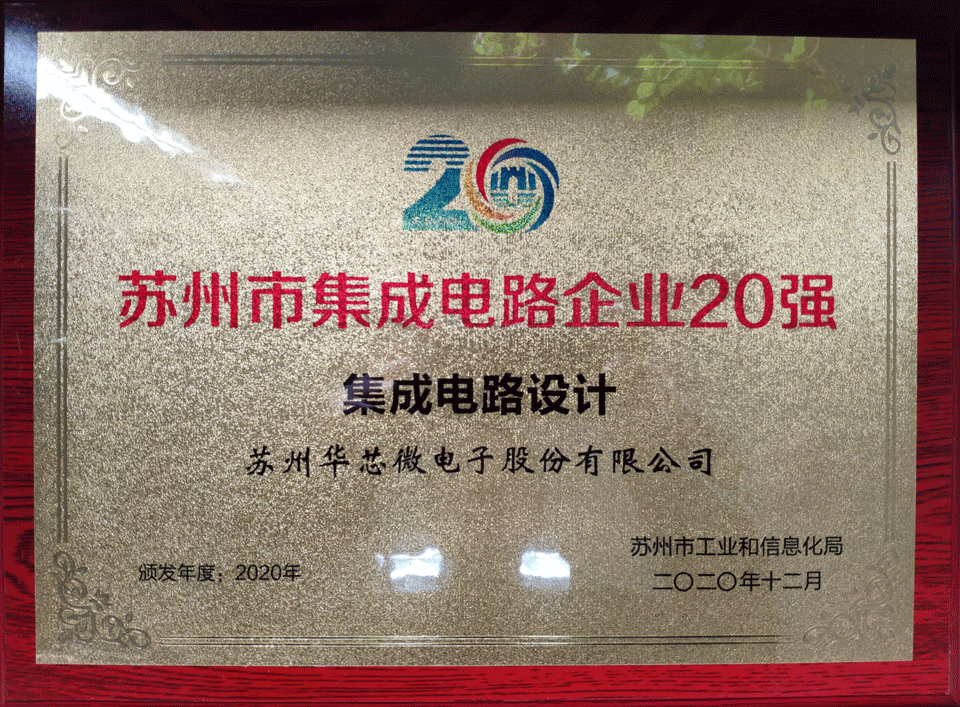 20
苏州市集成电路企业20强
集成电路设计
苏州华芯微电子股份有限公司
颁发年度：2020年
苏州市工业和信息化局
二〇二〇年十二月